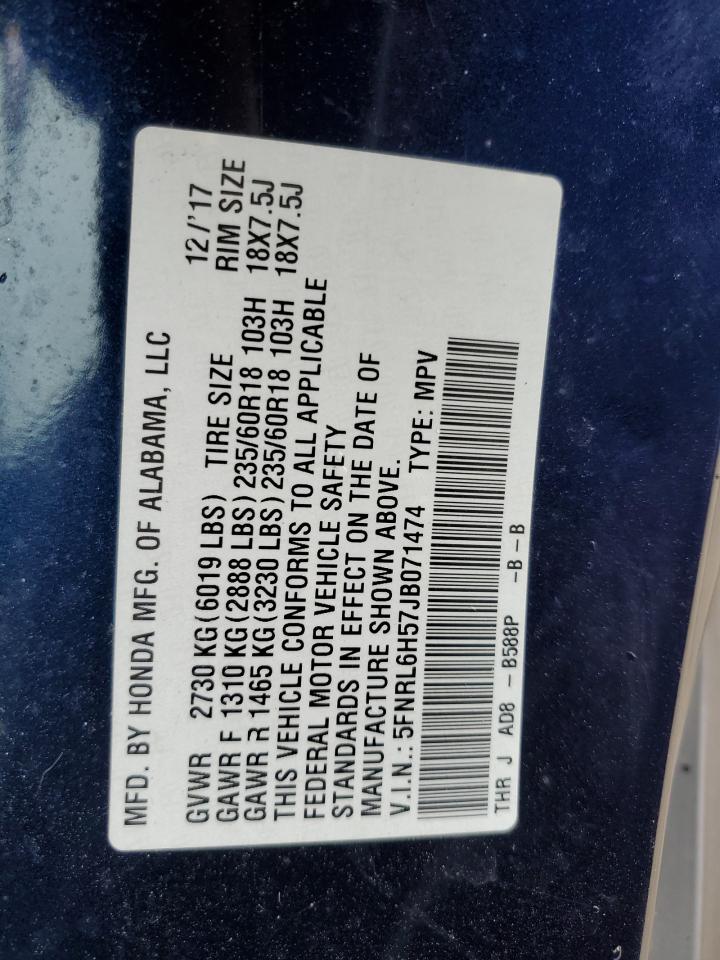 MFD. BY HONDA MFG. OF ALABAMA, LLC
12/'17
GVWR 2730 KG(6019 LBS) TIRE SIZE RIM SIZE
GAWR F 1310 KG(2888 LBS)235/60R18 103H 18X7.5J
GAWR R 1465 KG(3230 LBS)235/60R18 103H 18X7.5J
THIS VEHICLE CONFORMS TO ALL APPLICABLE
FEDERAL MOTOR VEHICLE SAFETY
STANDARDS IN EFFECT ON THE DATE OF
MANUFACTURE SHOWN ABOVE.
V.I.N.: 5FNRL6H57JB071474 TYPE: MPV
THR J AD8 - B588P -B-B